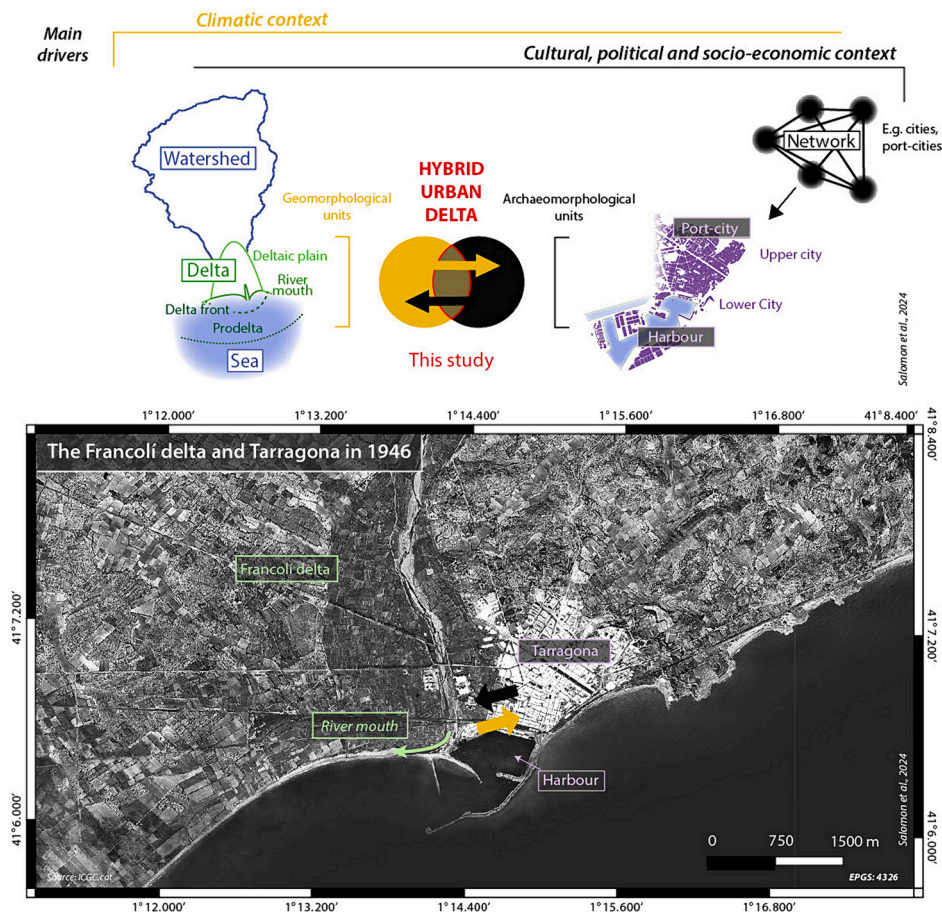 Climatic context
Main
drivers
Cultural, political and socio-economic context
Watershed
HYBRID
URBAN
DELTA
Network
E.g. cities,
port-cities
Geomorphological
units
Archaeomorphological
units
Port-city
Upper city
Deltaic plain
Delta
River
mouth
Delta front
Prodelta
Sea
This study
Lower City
Harbour
Salomon et al., 2024
1°12.000′
1°13.200′
1°14.400′
1°15.600′
1°16.800′
41°8.400′
41°8.400′
The Francolí delta and Tarragona in 1946
Francolí delta
41°7.200′
41°7.200′
Tarragona
River mouth
Harbour
41°6.000′
41°6.000′
Salomon et al., 2024
0 750 1500 m
Source: ICGC.cat
EPGS: 4326
1°12.000′
1°13.200′
1°14.400′
1°15.600′
1°16.800′